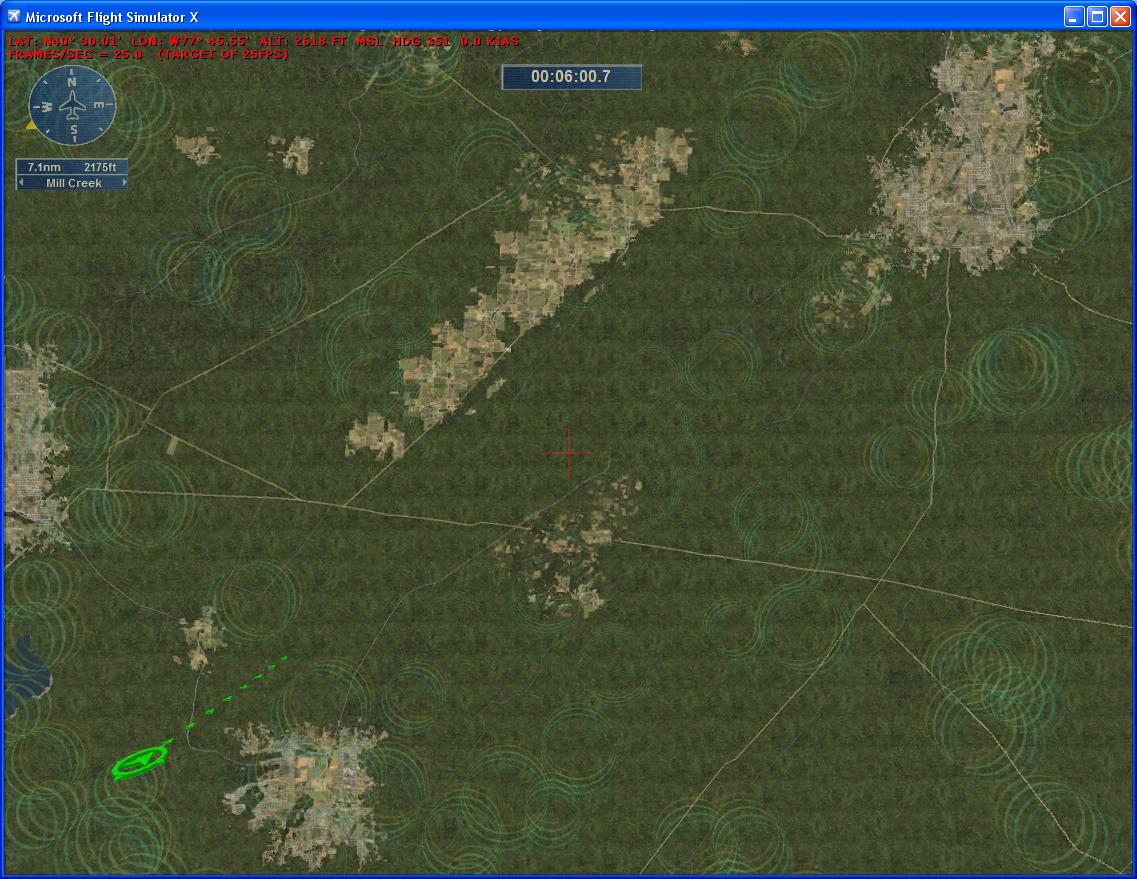 Microsoft Flight Simulator X
LAT: N40° 30.01' LON: W77° 45.55' ALT: 2618 FT MSL HDG 351 0.0 KIAS
FRAMES/SEC = 25.0 (TARGET OF 25FPS)
00:06:00.7
N
W E
S
7.1nm 2175ft
Mill Creek